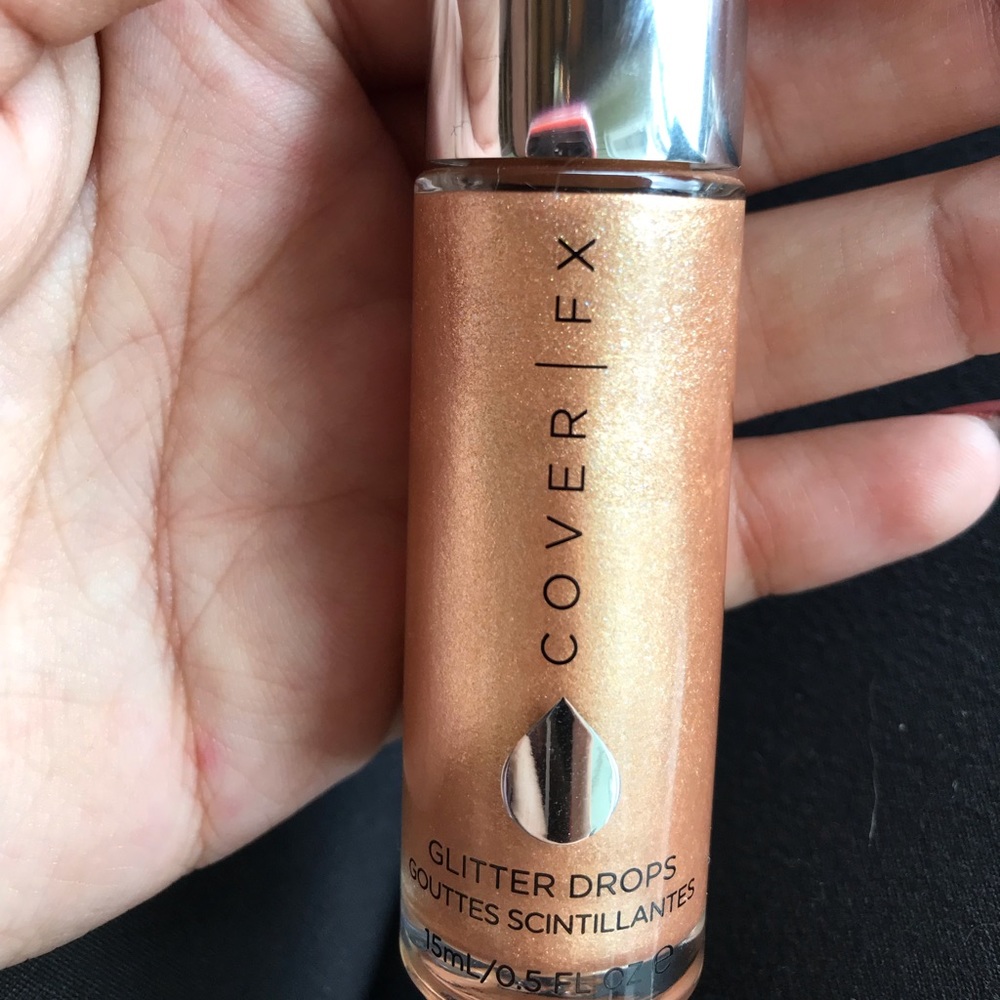 COVER | FX
GLITTER DROPS
GOUTTES SCINTILLANTES
15mL/0.5 FL OZ e